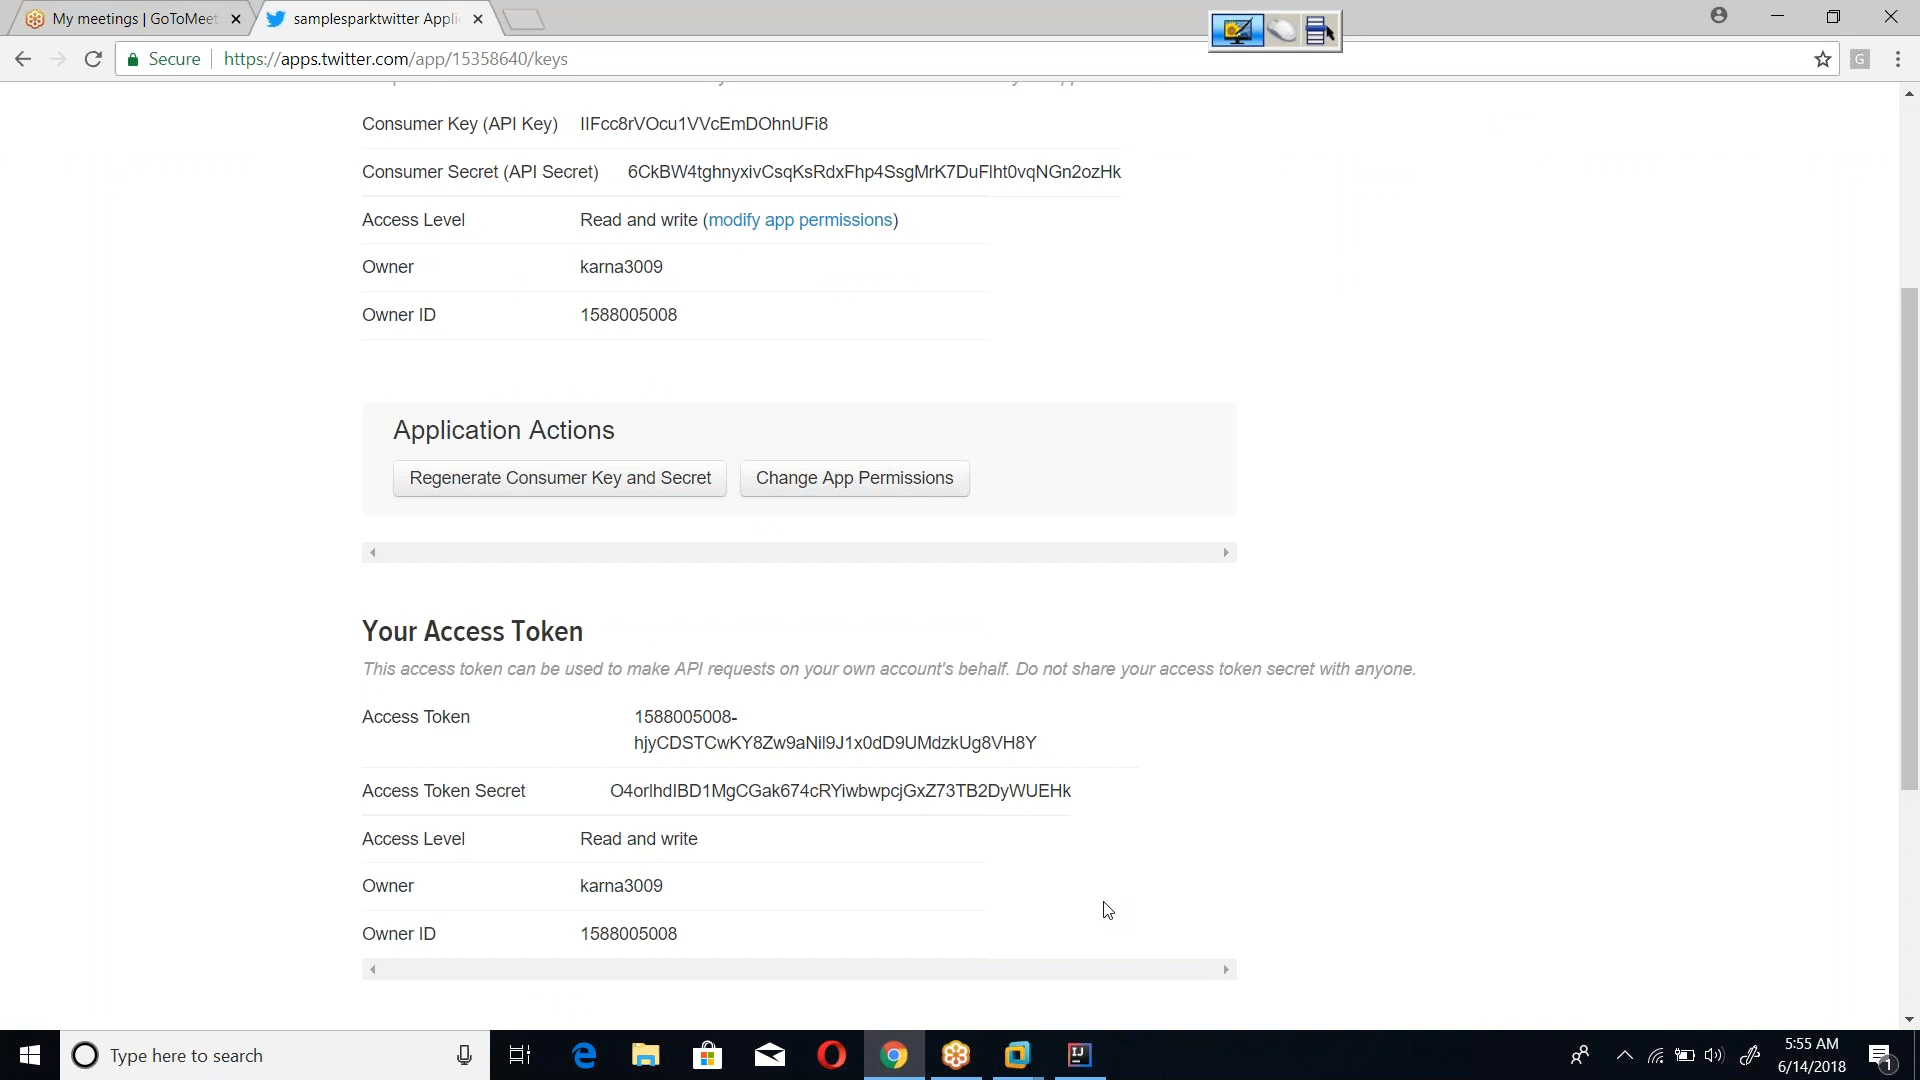 My meetings | GoToMeet
samplesparktwitter Appli
Secure
https://apps.twitter.com/app/15358640/keys
G
Consumer Key (API Key) IIFcc8rVOcu1VVcEmDOhnUFi8
Consumer Secret (API Secret) 6CkBW4tghnyxivCsqKsRdxFhp4SsgMrK7DuFlht0vqNGn2ozHk
Access Level Read and write (modify app permissions)
Owner karna3009
Owner ID 1588005008
Application Actions
Regenerate Consumer Key and Secret Change App Permissions
Your Access Token
This access token can be used to make API requests on your own account's behalf. Do not share your access token secret with anyone.
Access Token 1588005008-
hjyCDSTCwKY8Zw9aNil9J1x0dD9UMdzkUg8VH8Y
Access Token Secret O4orlhdIBD1MgCGak674cRYiwbwpcjGxZ73TB2DyWUEHk
Access Level Read and write
Owner karna3009
Owner ID 1588005008
Type here to search
IJ
5:55 AM
6/14/2018
1